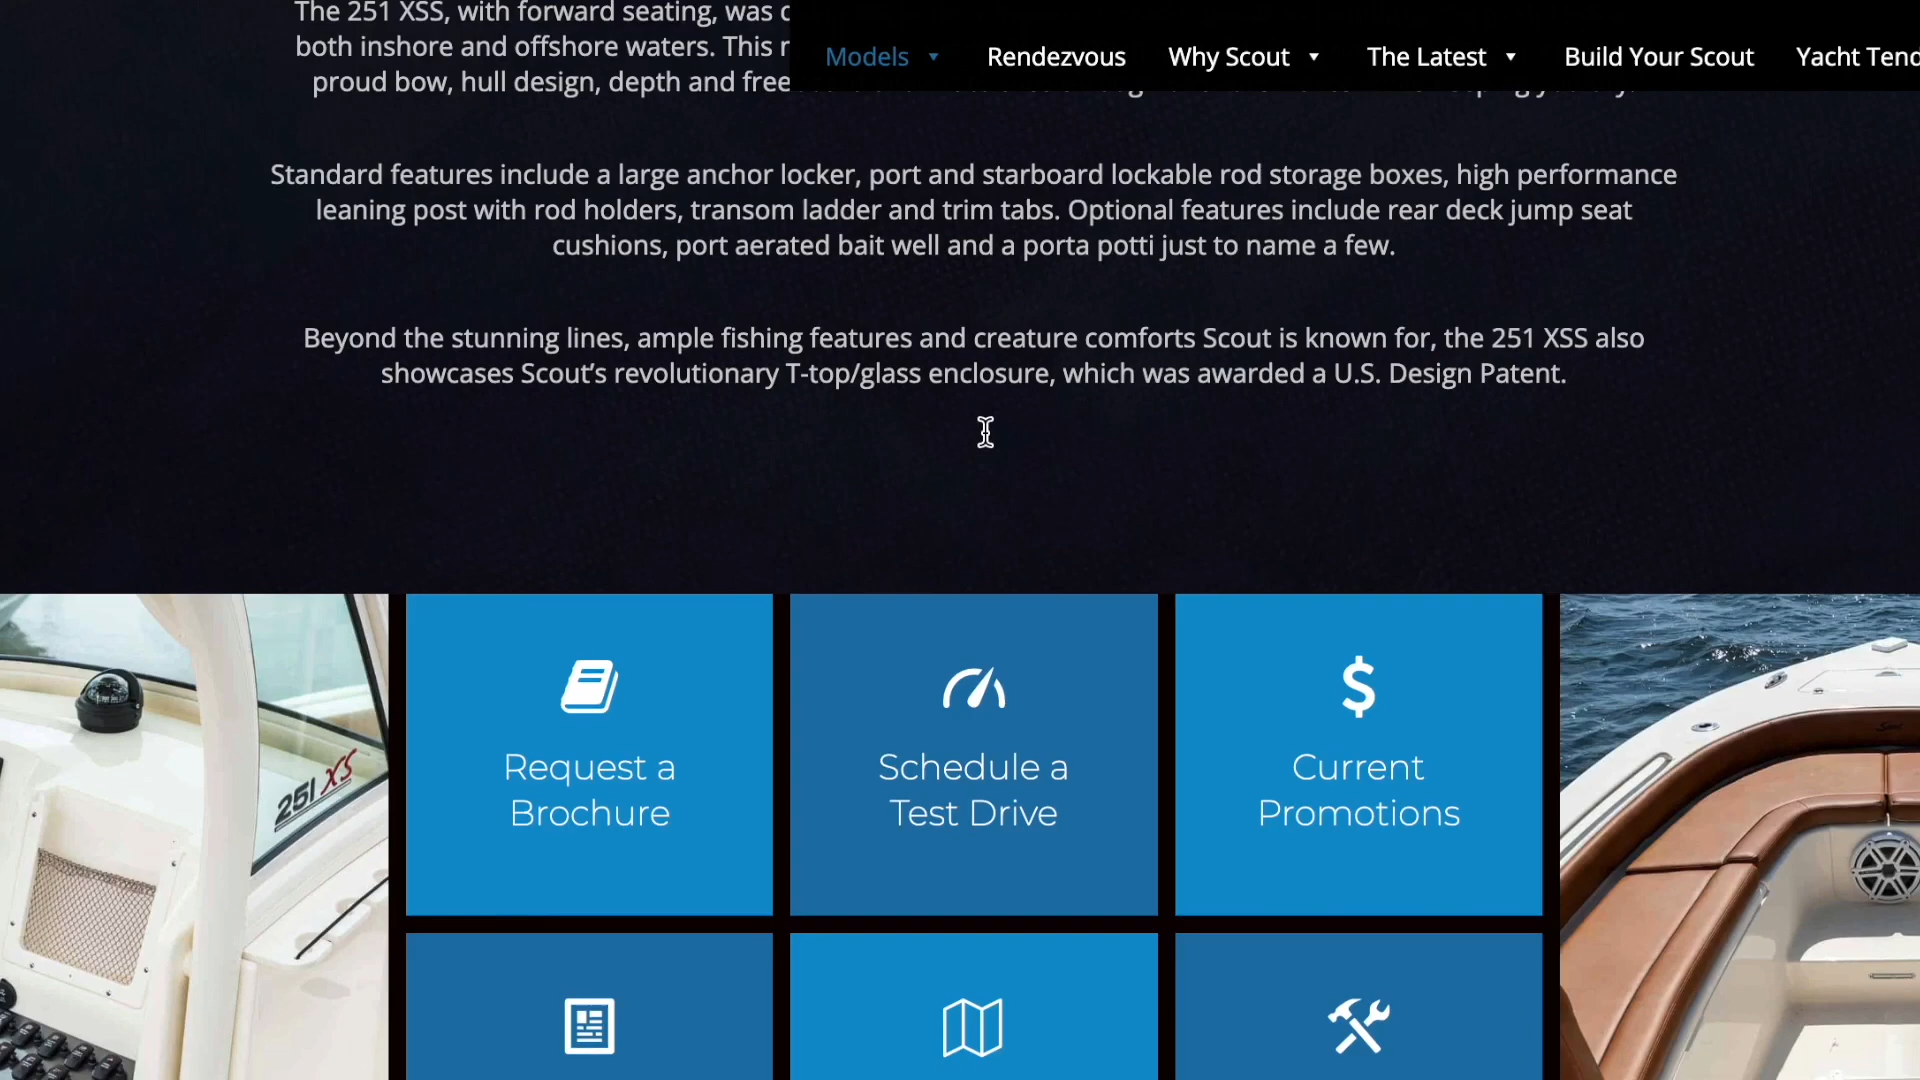 The 251 XSS, with forward seating, was
both inshore and offshore waters. This
proud bow, hull design, depth and free
Models Rendezvous Why Scout The Latest Build Your Scout Yacht
Standard features include a large anchor locker, port and starboard lockable rod storage boxes, high performance
leaning post with rod holders, transom ladder and trim tabs. Optional features include rear deck jump seat
cushions, port aerated bait well and a porta potti just to name a few.
Beyond the stunning lines, ample fishing features and creature comforts Scout is known for, the 251 XSS also
showcases Scout’s revolutionary T-top/glass enclosure, which was awarded a U.S. Design Patent.
251 XS
Request a
Brochure
Schedule a
Test Drive
Current
Promotions